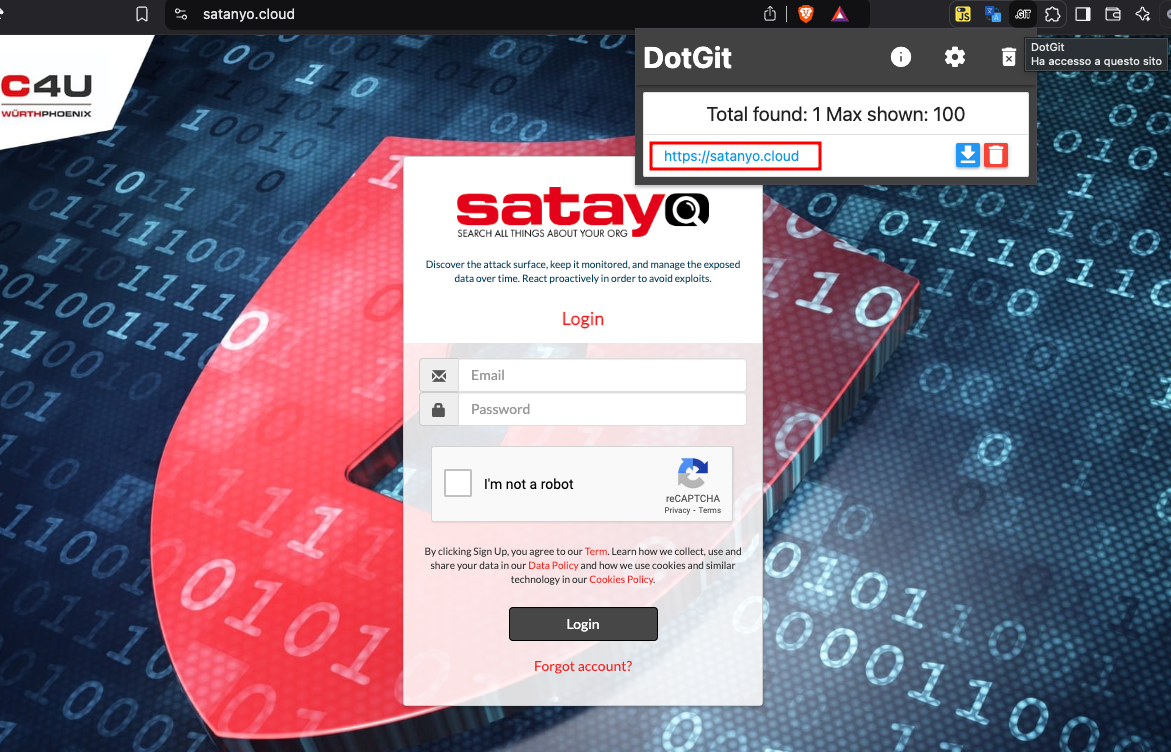 satanyo.cloud
DotGit
DotGit
Ha accesso a questo sito
Total found: 1 Max shown: 100
https://satanyo.cloud
C4U
WÜRTHPHOENIX
satayo
SEARCH ALL THINGS ABOUT YOUR ORG
Discover the attack surface, keep it monitored, and manage the exposed
data over time. React proactively in order to avoid exploits.
Login
Email
Password
I'm not a robot
reCAPTCHA
Privacy - Terms
By clicking Sign Up, you agree to our Term. Learn how we collect, use and
share your data in our Data Policy and how we use cookies and similar
technology in our Cookies Policy.
Login
Forgot account?